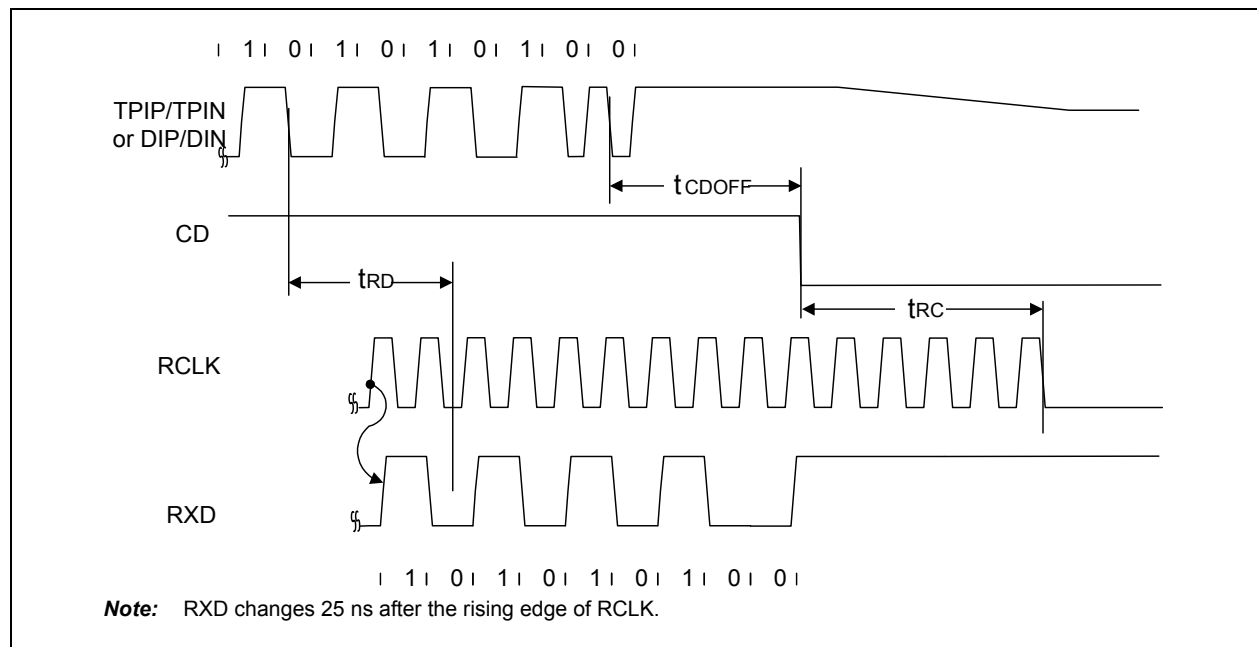 1 0 1 0 1 0 1 0 0
TPIP/TPIN
or DIP/DIN
tCDOFF
CD
tRD
tRC
RCLK
RXD
1 0 1 0 1 0 1 0 0
Note: RXD changes 25 ns after the rising edge of RCLK.